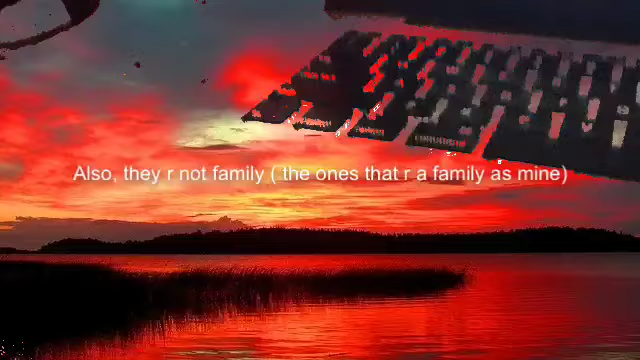 Also, they r not family ( the ones that r a family as mine)